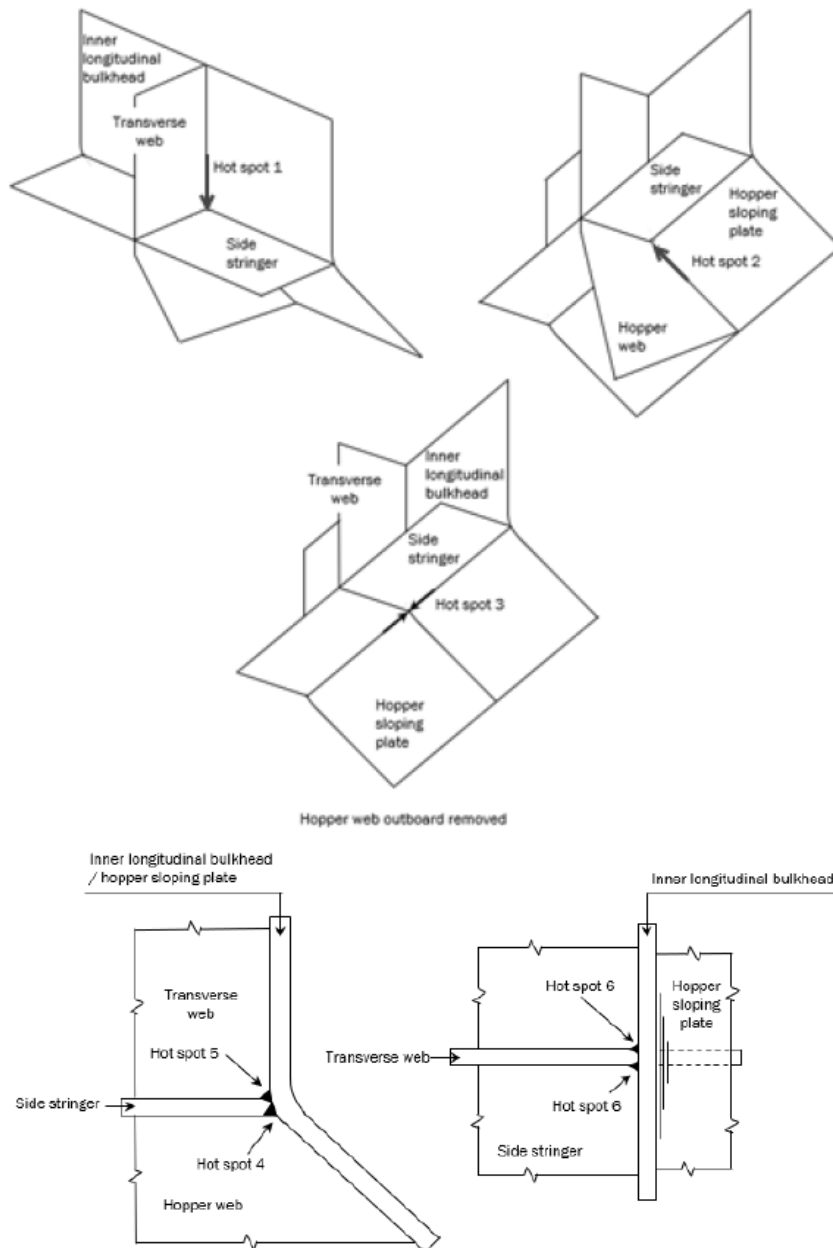 Inner
longitudinal
bulkhead
Transverse
web
Hot spot 1
Side
stringer
Side
stringer
Hopper
sloping
plate
Hot spot 2
Hopper
web
Transverse
web
Inner
longitudinal
bulkhead
Side
stringer
Hot spot 3
Hopper
sloping
plate
Hopper web outboard removed
Inner longitudinal bulkhead
/ hopper sloping plate
Transverse
web
Hot spot 5
Side stringer
Hot spot 4
Hopper web
Inner longitudinal bulkhead
Hot spot 6
Hopper
sloping
plate
Transverse web
Hot spot 6
Side stringer